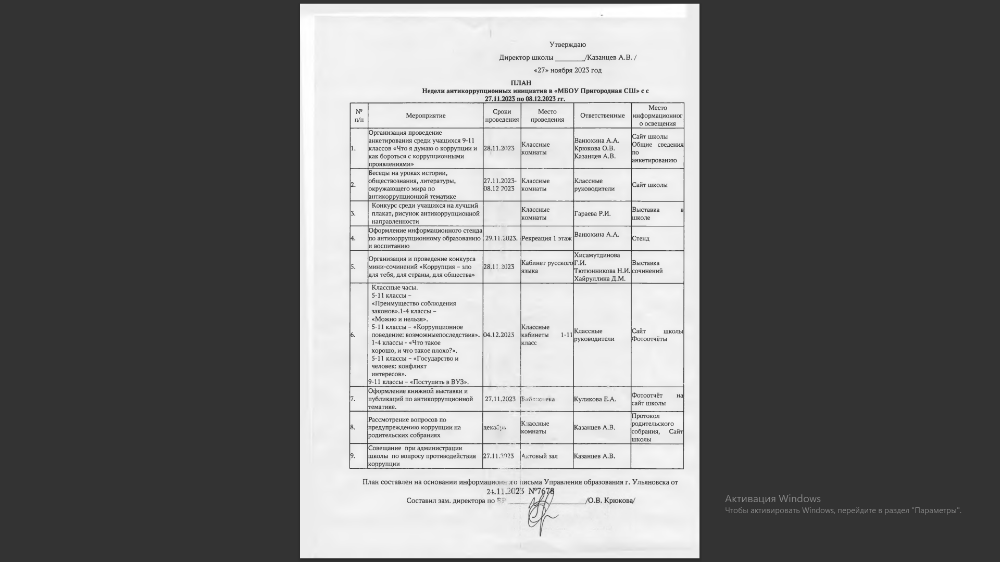 Утверждаю
Директор школы ________/Казанцев А.В. /
«27» ноября 2023 год
ПЛАН
Недели антикоррупционных инициатив в «МБОУ Пригородная СШ» с с
27.11.2023 по 08.12.2023 гг.
№
п/п
Мероприятие
Сроки
проведения
Место
проведения
Ответственные
Место
информационног
о освещения
1.
Организация проведение
анкетирования среди учащихся 9-11
классов «Что я думаю о коррупции и
как бороться с коррупционными
проявлениями»
28.11.2023
Классные
комнаты
Ванюхина А.А.
Крюкова О.В.
Казанцев А.В.
Сайт школы
Общие сведения
по
анкетированию
2.
Беседы на уроках истории,
обществознания, литературы,
окружающего мира по
антикоррупционной тематике
27.11.2023-
08.12 2023
Классные
комнаты
Классные
руководители
Сайт школы
3.
Конкурс среди учащихся на лучший
плакат, рисунок антикоррупционной
направленности
Классные
комнаты
Гараева Р.И.
Выставка в
школе
4.
Оформление информационного стенда
по антикоррупционному образованию
и воспитанию
29.11.2023.
Рекреация 1 этаж
Ванюхина А.А.
Стенд
5.
Организация и проведение конкурса
мини-сочинений «Коррупция – зло
для тебя, для страны, для общества»
28.11.2023
Кабинет русского
языка
Хисамутдинова
Г.И.
Тютюнникова Н.И.
Хайруллина Д.М.
Выставка
сочинений
6.
Классные часы.
5-11 классы –
«Преимущество соблюдения
законов».1-4 классы –
«Можно и нельзя».
5-11 классы – «Коррупционное
поведение: возможныепоследствия».
1-4 классы - «Что такое
хорошо, и что такое плохо?».
5-11 классы – «Государство и
человек: конфликт
интересов».
9-11 классы – «Поступить в ВУЗ».
04.12.2023
Классные
кабинеты 1-11
класс
Классные
руководители
Сайт школы
Фотоотчёты
7.
Оформление книжной выставки и
публикаций по антикоррупционной
тематике.
27.11.2023
Библиотека
Куликова Е.А.
Фотоотчёт на
сайт школы
8.
Рассмотрение вопросов по
предупреждению коррупции на
родительских собраниях
декабрь
Классные
комнаты
Казанцев А.В.
Протокол
родительского
собрания, Сайт
школы
9.
Совещание при администрации
школы по вопросу противодействия
коррупции
27.11.2023
Актовый зал
Казанцев А.В.
План составлен на основании информационного письма Управления образования г. Ульяновска от
24.11.2023 №7678
Составил зам. директора по ВР ____________________/О.В. Крюкова/
Активация Windows
Чтобы активировать Windows, перейдите в раздел "Параметры".